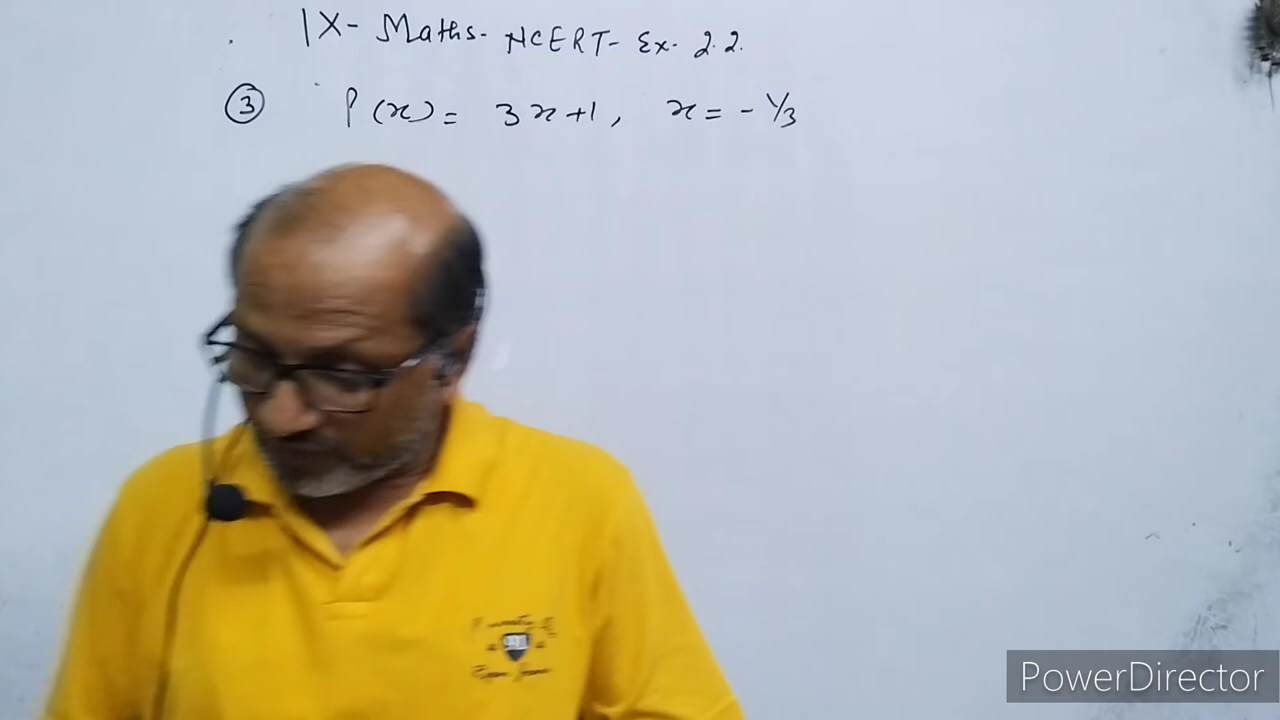 IX- Maths- NCERT- Ex- 2.2.
③ P(x) = 3x+1, x = - 1/3
PowerDirector